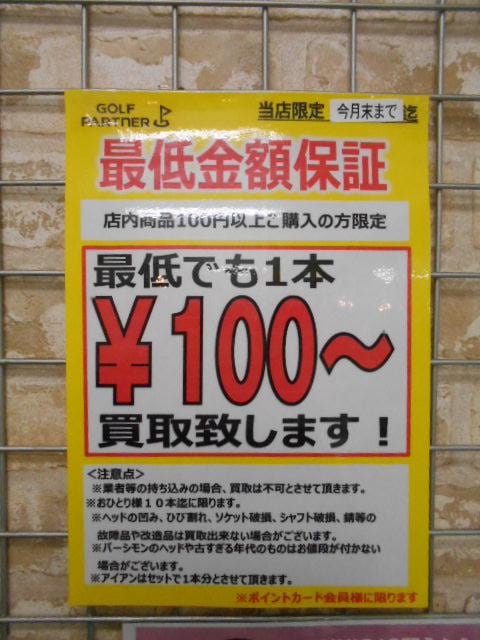 GOLF
PARTNER
当店限定 今月末まで 迄
最低金額保証
店内商品100円以上ご購入の方限定
最低でも1本
¥100~
買取致します!
<注意点>
※業者等の持ち込みの場合、買取は不可とさせて頂きます。
※おひとり様10本迄に限ります。
※ヘッドの凹み、ひび割れ、ソケット破損、シャフト破損、錆等の
故障品や改造品は買取出来ない場合がございます。
※パーシモンのヘッドや古すぎる年代のものはお値段が付かない
場合がございます。
※アイアンはセットで1本分とさせて頂きます。
※ポイントカード会員様に限ります